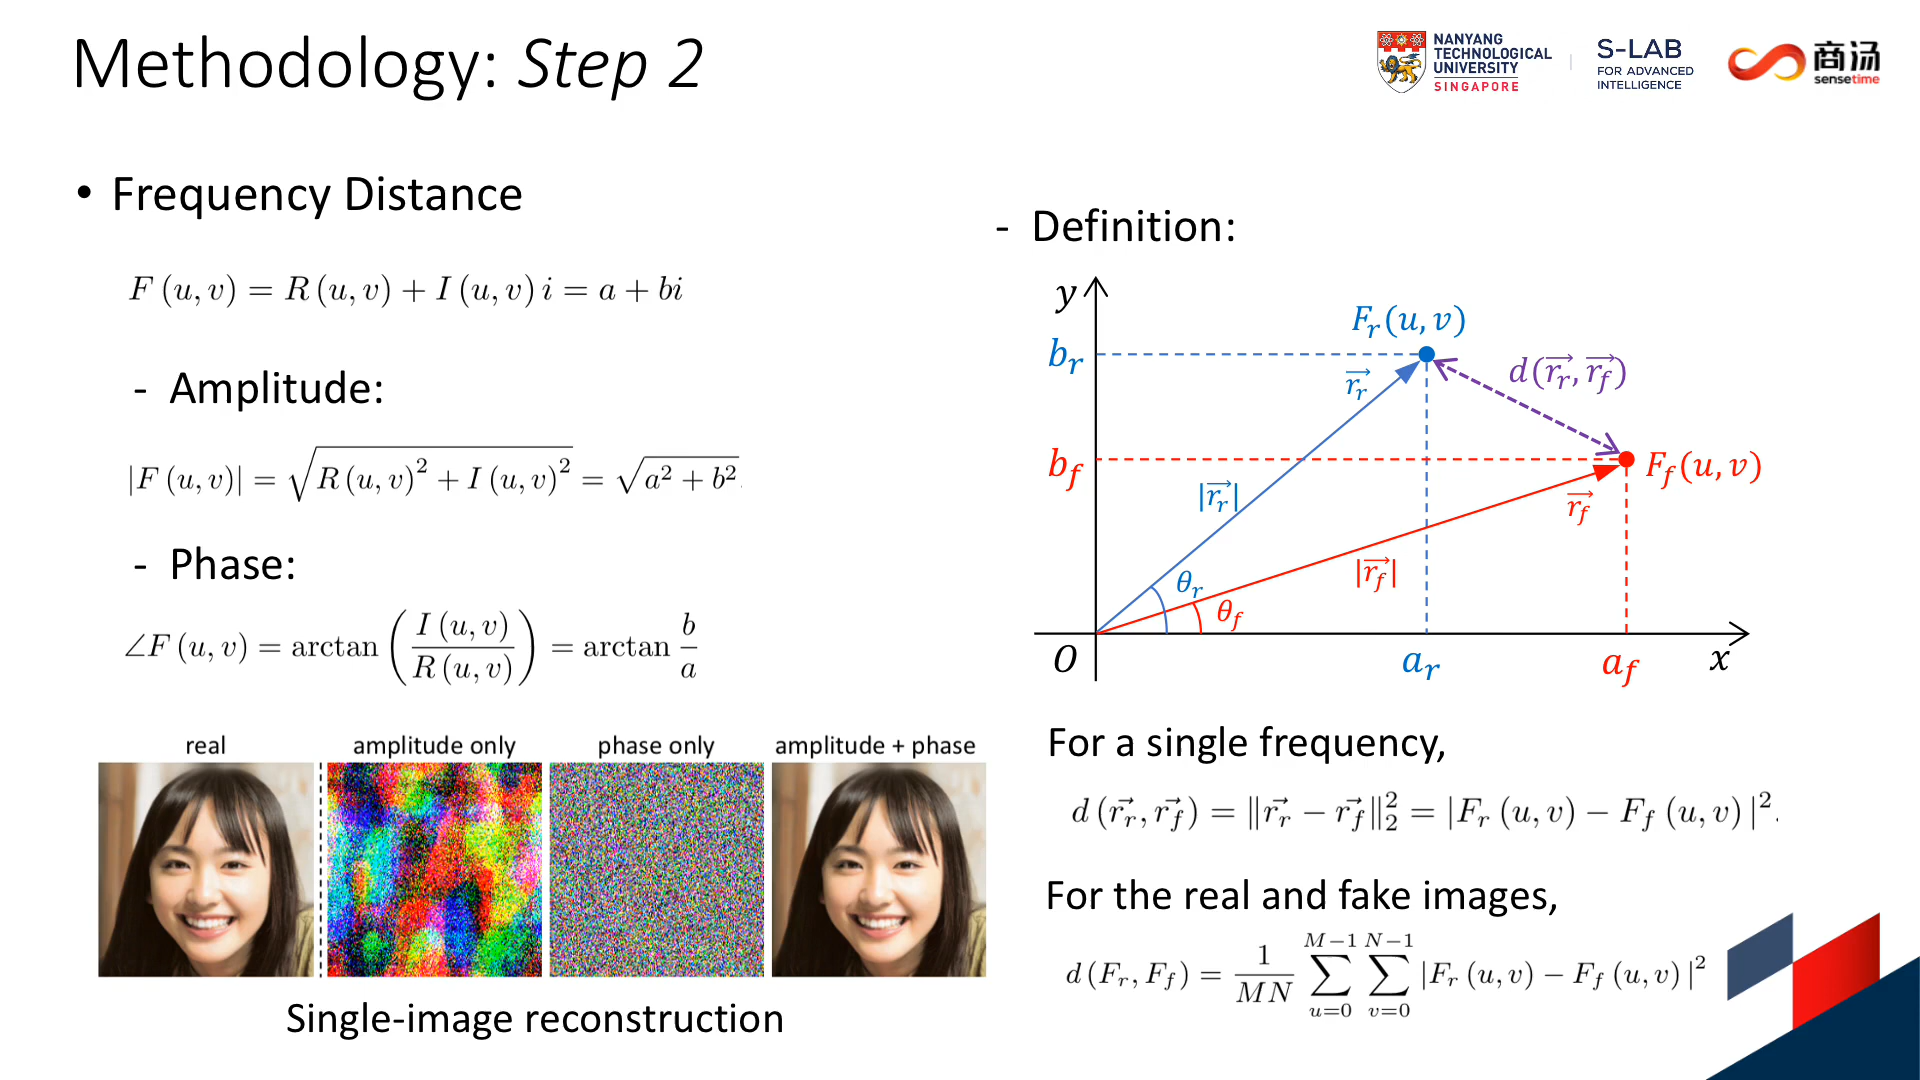 Methodology: Step 2
NANYANG
TECHNOLOGICAL
UNIVERSITY
SINGAPORE
S-LAB
FOR ADVANCED
INTELLIGENCE
商汤
sensetime
• Frequency Distance
F (u, v) = R (u, v) + I (u, v) i = a + bi
- Amplitude:
|F (u, v)| = √(R (u, v)² + I (u, v)²) = √(a² + b²)
- Phase:
∠F (u, v) = arctan (I (u, v) / R (u, v)) = arctan b/a
real
amplitude only
phase only
amplitude + phase
Single-image reconstruction
- Definition:
y
F_r(u, v)
b_r
d(r⃗_r, r⃗_f)
r⃗_r
b_f
F_f(u, v)
|r⃗_r|
r⃗_f
|r⃗_f|
θ_r
θ_f
O
a_r
a_f
x
For a single frequency,
d (r⃗_r, r⃗_f) = ‖r⃗_r − r⃗_f‖₂² = |F_r (u, v) − F_f (u, v) |².
For the real and fake images,
d (F_r, F_f) = 1/MN ∑_{u=0}^{M−1} ∑_{v=0}^{N−1} |F_r (u, v) − F_f (u, v) |²